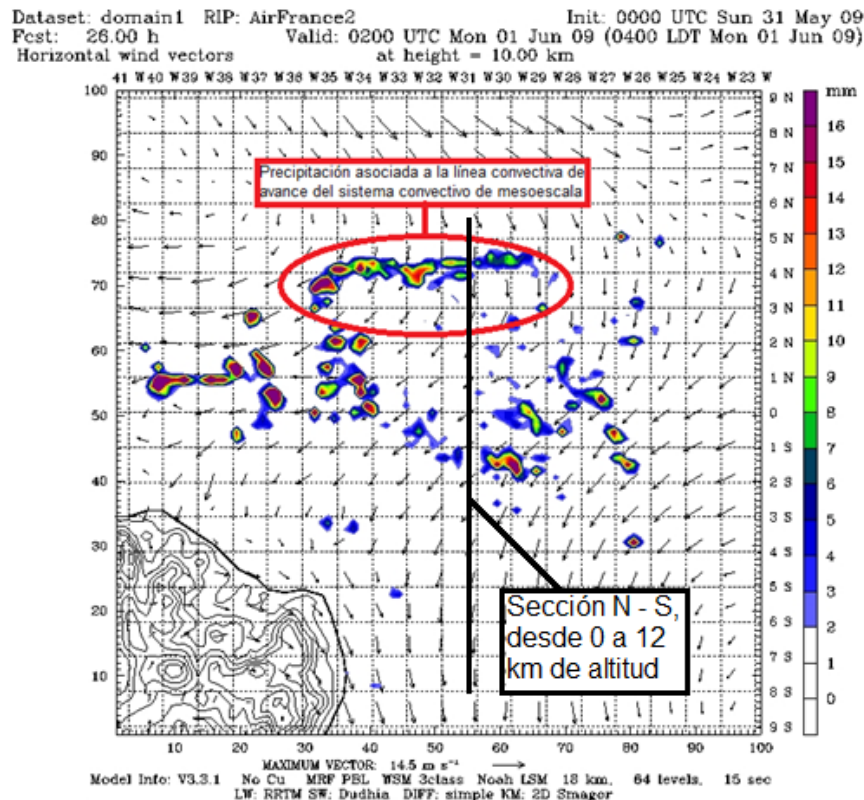 Dataset: domain1 RIP: AirFrance2 Init: 0000 UTC Sun 31 May 09
Fcst: 26.00 h Valid: 0200 UTC Mon 01 Jun 09 (0400 LDT Mon 01 Jun 09)
Horizontal wind vectors at height = 10.00 km
41 W 40 W 39 W 38 W 37 W 36 W 35 W 34 W 33 W 32 W 31 W 30 W 29 W 28 W 27 W 26 W 25 W 24 W 23 W
mm
100
90
80
70
60
50
40
30
20
10
9 N
8 N
7 N
6 N
5 N
4 N
3 N
2 N
1 N
0
1 S
2 S
3 S
4 S
5 S
6 S
7 S
8 S
9 S
16
15
14
13
12
11
10
9
8
7
6
5
4
3
2
1
0
Precipitación asociada a la línea convectiva de
avance del sistema convectivo de mesoescala
Sección N - S,
desde 0 a 12
km de altitud
10 20 30 40 50 60 70 80 90 100
MAXIMUM VECTOR: 14.5 m s⁻¹
Model Info: V3.3.1 No Cu MRF PBL WSM 3class Noah LSM 18 km, 64 levels, 15 sec
LW: RRTM SW: Dudhia DIFF: simple KM: 2D Smagor